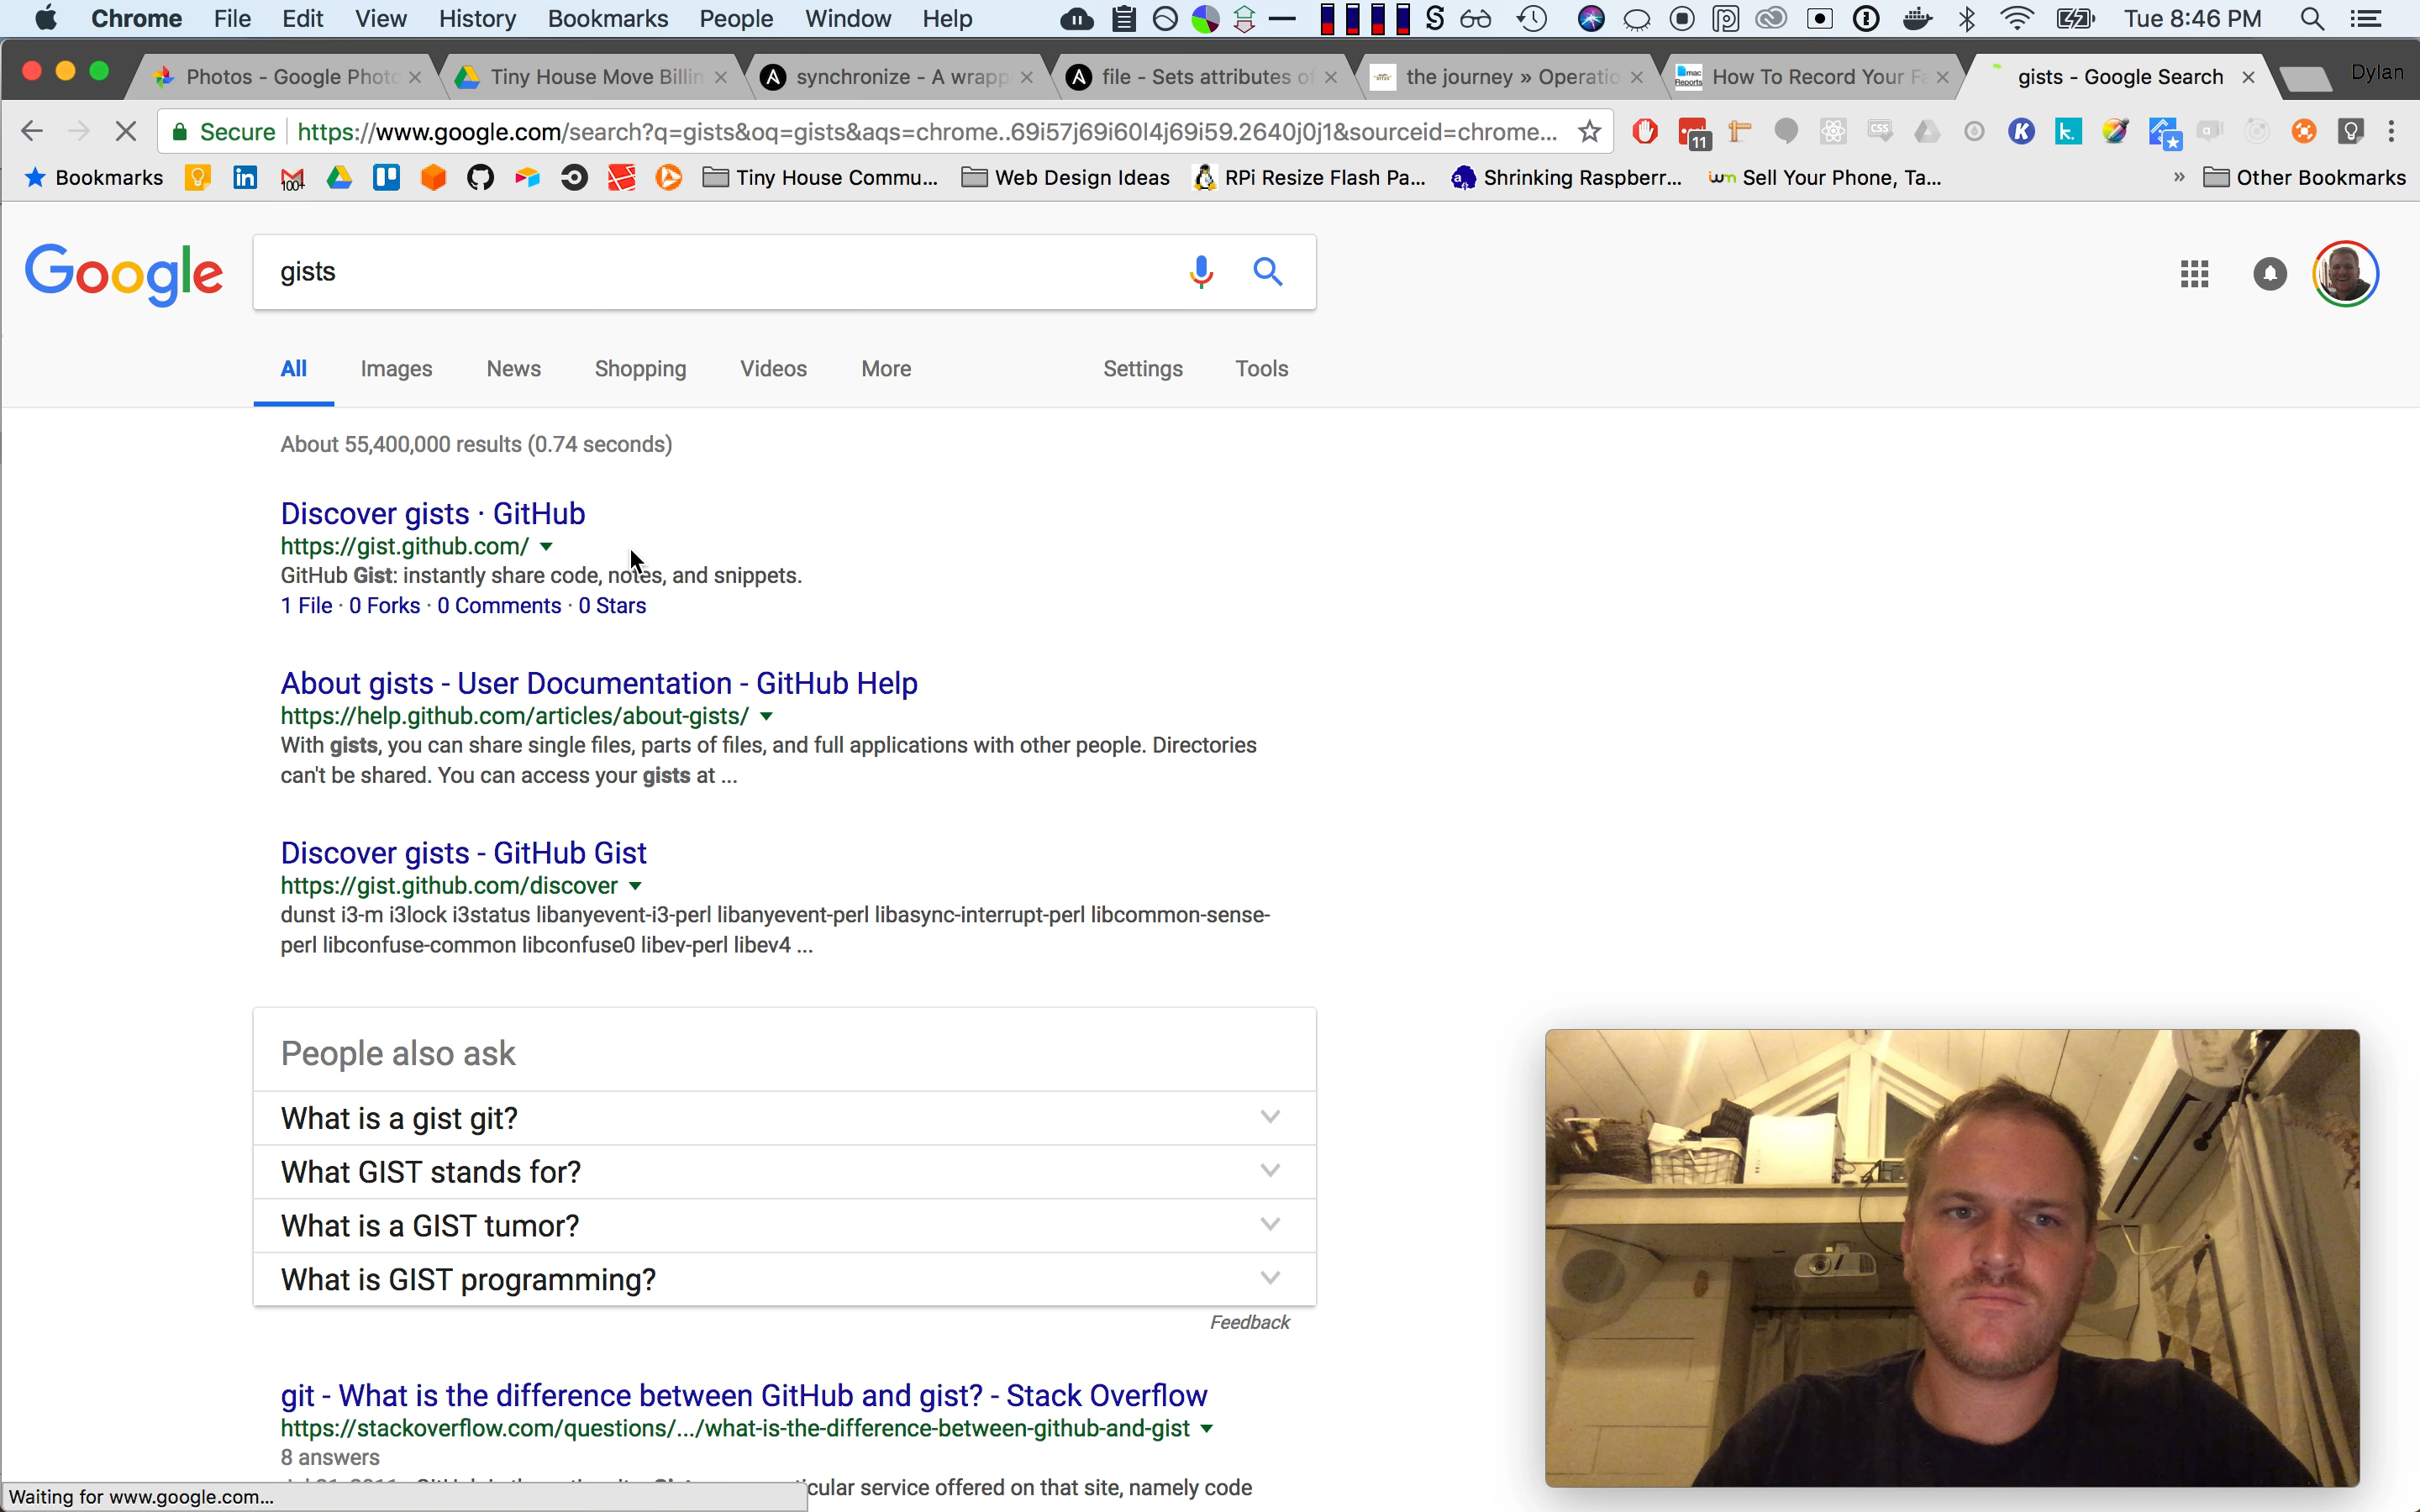 Chrome File Edit View History Bookmarks People Window Help Tue 8:46 PM
Photos - Google Photo Tiny House Move Billin synchronize - A wrapp file - Sets attributes of the journey » Operatio How To Record Your Fa gists - Google Search Dylan
Secure https://www.google.com/search?q=gists&oq=gists&aqs=chrome..69i57j69i60l4j69i59.2640j0j1&sourceid=chrome... 11
Bookmarks 100+ Tiny House Commu... Web Design Ideas RPi Resize Flash Pa... Shrinking Raspberr... Sell Your Phone, Ta... » Other Bookmarks
Google gists
All Images News Shopping Videos More Settings Tools
About 55,400,000 results (0.74 seconds)
Discover gists · GitHub
https://gist.github.com/
GitHub Gist: instantly share code, notes, and snippets.
1 File · 0 Forks · 0 Comments · 0 Stars
About gists - User Documentation - GitHub Help
https://help.github.com/articles/about-gists/
With gists, you can share single files, parts of files, and full applications with other people. Directories
can't be shared. You can access your gists at ...
Discover gists - GitHub Gist
https://gist.github.com/discover
dunst i3-m i3lock i3status libanyevent-i3-perl libanyevent-perl libasync-interrupt-perl libcommon-sense-
perl libconfuse-common libconfuse0 libev-perl libev4 ...
People also ask
What is a gist git?
What GIST stands for?
What is a GIST tumor?
What is GIST programming?
Feedback
git - What is the difference between GitHub and gist? - Stack Overflow
https://stackoverflow.com/questions/.../what-is-the-difference-between-github-and-gist
8 answers
cular service offered on that site, namely code
Waiting for www.google.com...